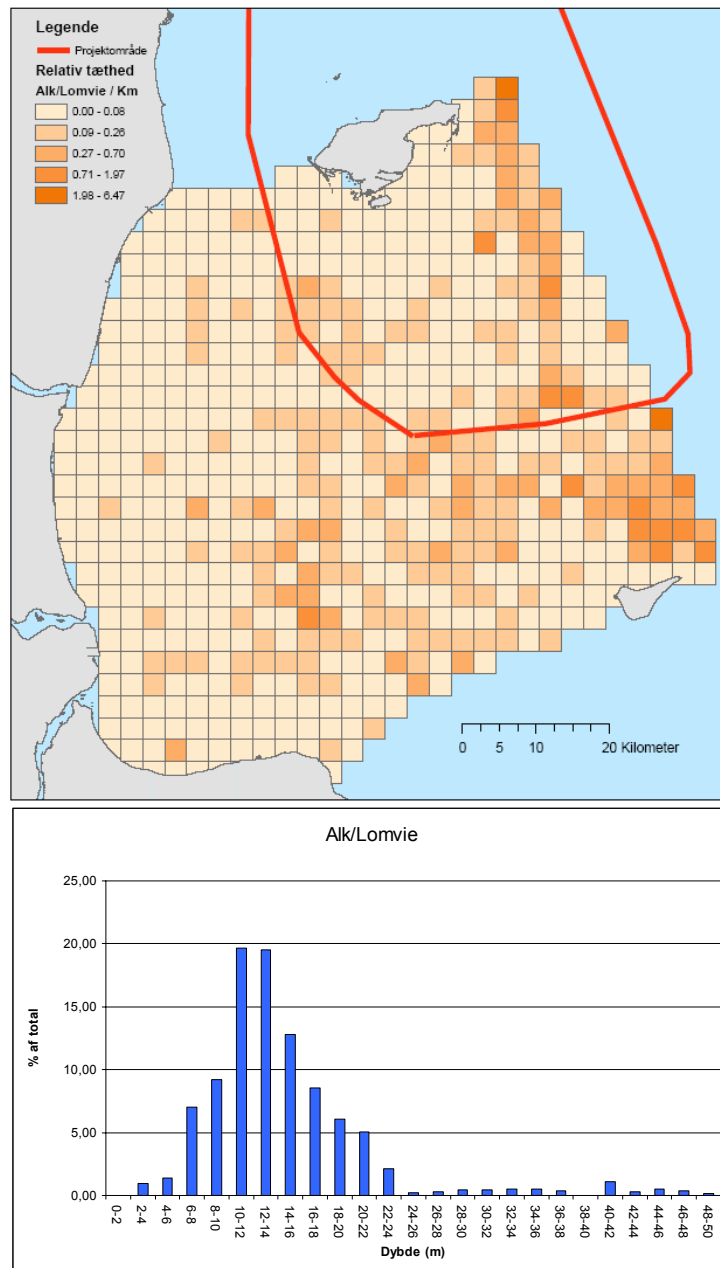 Legende
Projektområde
Relativ tæthed
Alk/Lomvie / Km
0.00 - 0.08
0.09 - 0.26
0.27 - 0.70
0.71 - 1.97
1.98 - 6.47
0 5 10 20 Kilometer
Alk/Lomvie
25,00
20,00
15,00
10,00
5,00
0,00
% af total
0-2 2-4 4-6 6-8 8-10 10-12 12-14 14-16 16-18 18-20 20-22 22-24 24-26 26-28 28-30 30-32 32-34 34-36 36-38 38-40 40-42 42-44 44-46 46-48 48-50
Dybde (m)